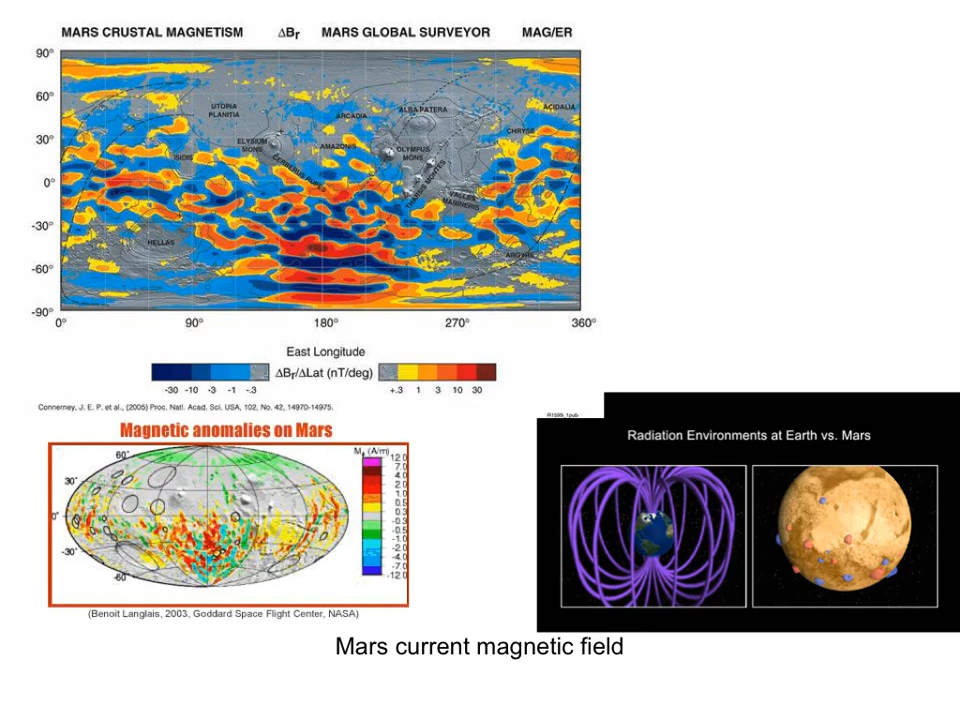 MARS CRUSTAL MAGNETISM ΔBr MARS GLOBAL SURVEYOR MAG/ER
90°
60°
30°
0°
-30°
-60°
-90°
UTOPIA
PLANITIA
ARCADIA
ALBA PATERA
ACIDALIA
CHRYSE
ELYSIUM
MONS
AMAZONIS
OLYMPUS
MONS
ISIDIS
CERBERUS RUPES
THARSIS MONTES
VALLES
MARINERIS
HELLAS
ARGYRE
0° 90° 180° 270° 360°
East Longitude
ΔBr/ΔLat (nT/deg)
-30 -10 -3 -1 -.3 +.3 1 3 10 30
Connerney, J. E. P. et al., (2005) Proc. Natl. Acad. Sci. USA, 102, No. 42, 14970-14975.
Magnetic anomalies on Mars
60°
30°
0°
-30
-60
(A/m)
12.0
7.0
4.0
2.0
1.0
0.5
0.3
-0.3
-0.5
-1.0
-2.0
-4.0
-7.0
-12.0
(Benoit Langlais, 2003, Goddard Space Flight Center, NASA)
Radiation Environments at Earth vs. Mars
Mars current magnetic field